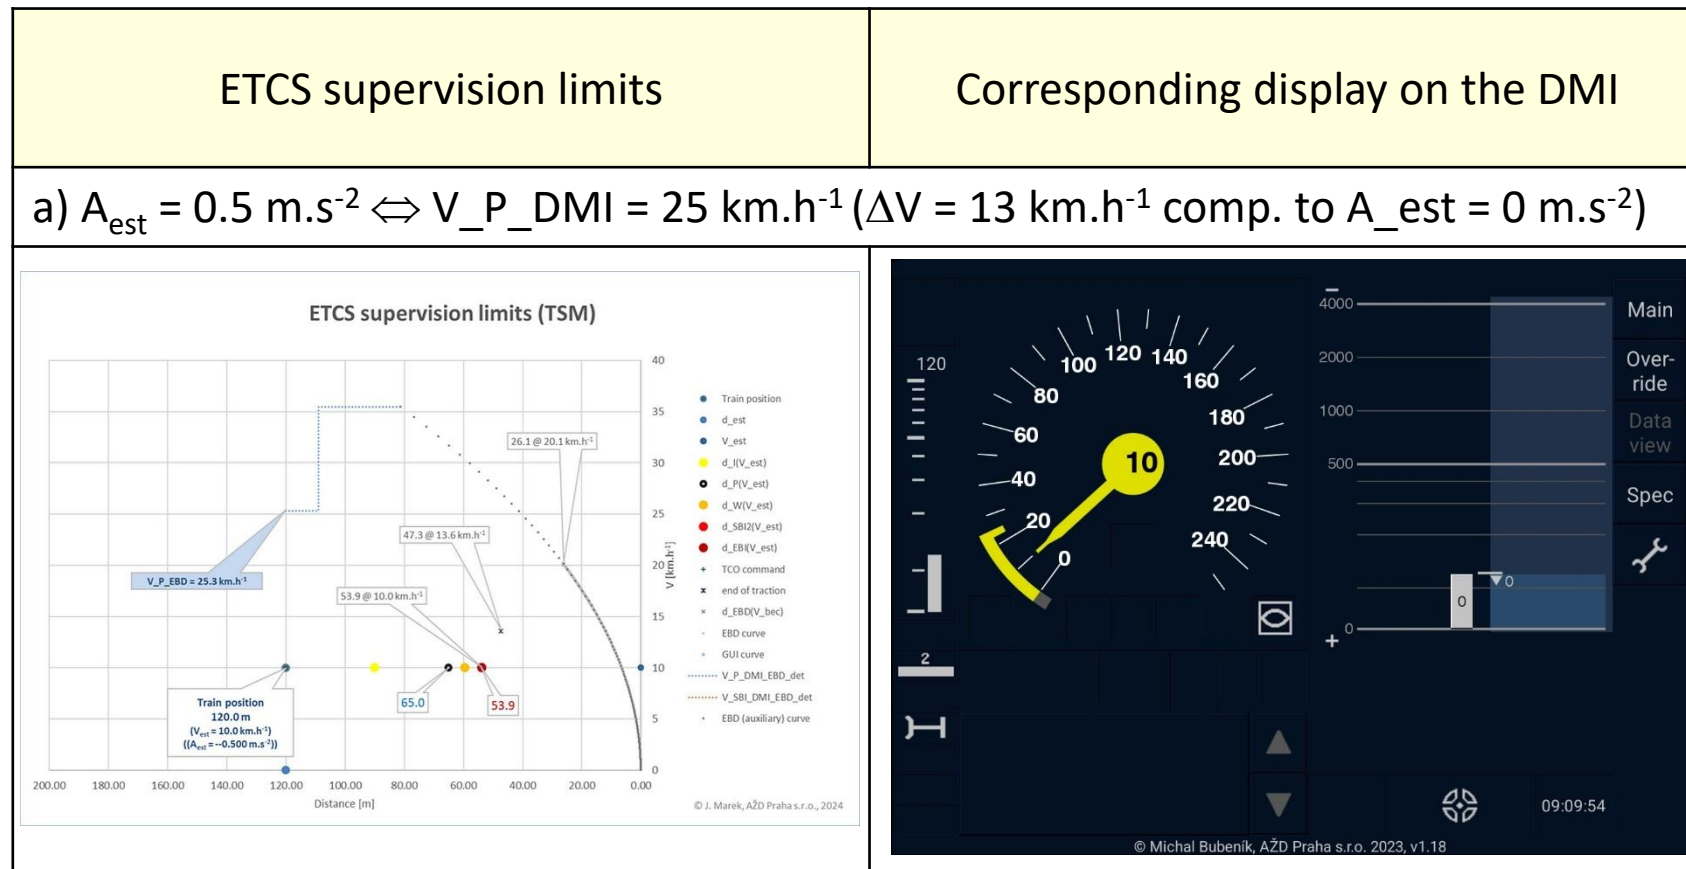 ETCS supervision limits
Corresponding display on the DMI
a) A_est = 0.5 m.s⁻² ⇔ V_P_DMI = 25 km.h⁻¹ (ΔV = 13 km.h⁻¹ comp. to A_est = 0 m.s⁻²)
ETCS supervision limits (TSM)
40
35
30
25
20
15
10
5
0
V [km.h⁻¹]
26.1 @ 20.1 km.h⁻¹
47.3 @ 13.6 km.h⁻¹
V_P_EBD = 25.3 km.h⁻¹
53.9 @ 10.0 km.h⁻¹
65.0
53.9
Train position
120.0 m
(V_est = 10.0 km.h⁻¹)
((A_est = --0.500 m.s⁻²))
200.00 180.00 160.00 140.00 120.00 100.00 80.00 60.00 40.00 20.00 0.00
Distance [m]
Train position
d_est
V_est
d_I(V_est)
d_P(V_est)
d_W(V_est)
d_SBI2(V_est)
d_EBI(V_est)
TCO command
end of traction
d_EBD(V_bec)
EBD curve
GUI curve
V_P_DMI_EBD_det
V_SBI_DMI_EBD_det
EBD (auxiliary) curve
© J. Marek, AŽD Praha s.r.o., 2024
120
2
0
20
40
60
80
100
120
140
160
180
200
220
240
10
4000
2000
1000
500
0
0
0
Main
Over-
ride
Data
view
Spec
09:09:54
© Michal Bubeník, AŽD Praha s.r.o. 2023, v1.18